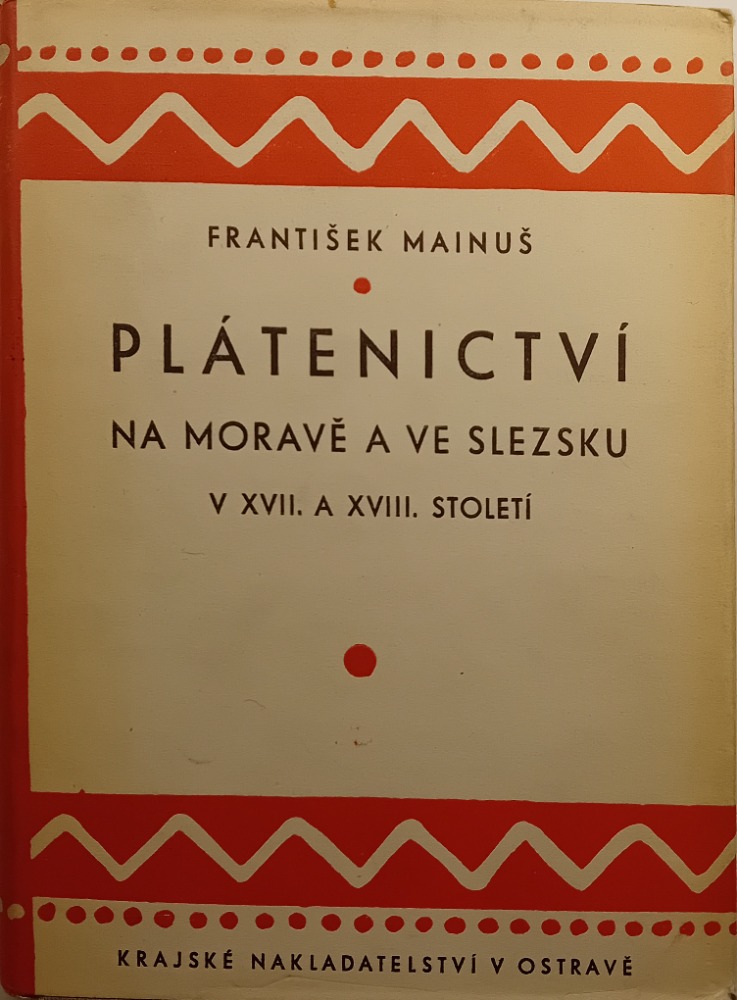 FRANTIŠEK MAINUŠ
PLÁTENICTVÍ
NA MORAVĚ A VE SLEZSKU
V XVII. A XVIII. STOLETÍ
KRAJSKÉ NAKLADATELSTVÍ V OSTRAVĚ